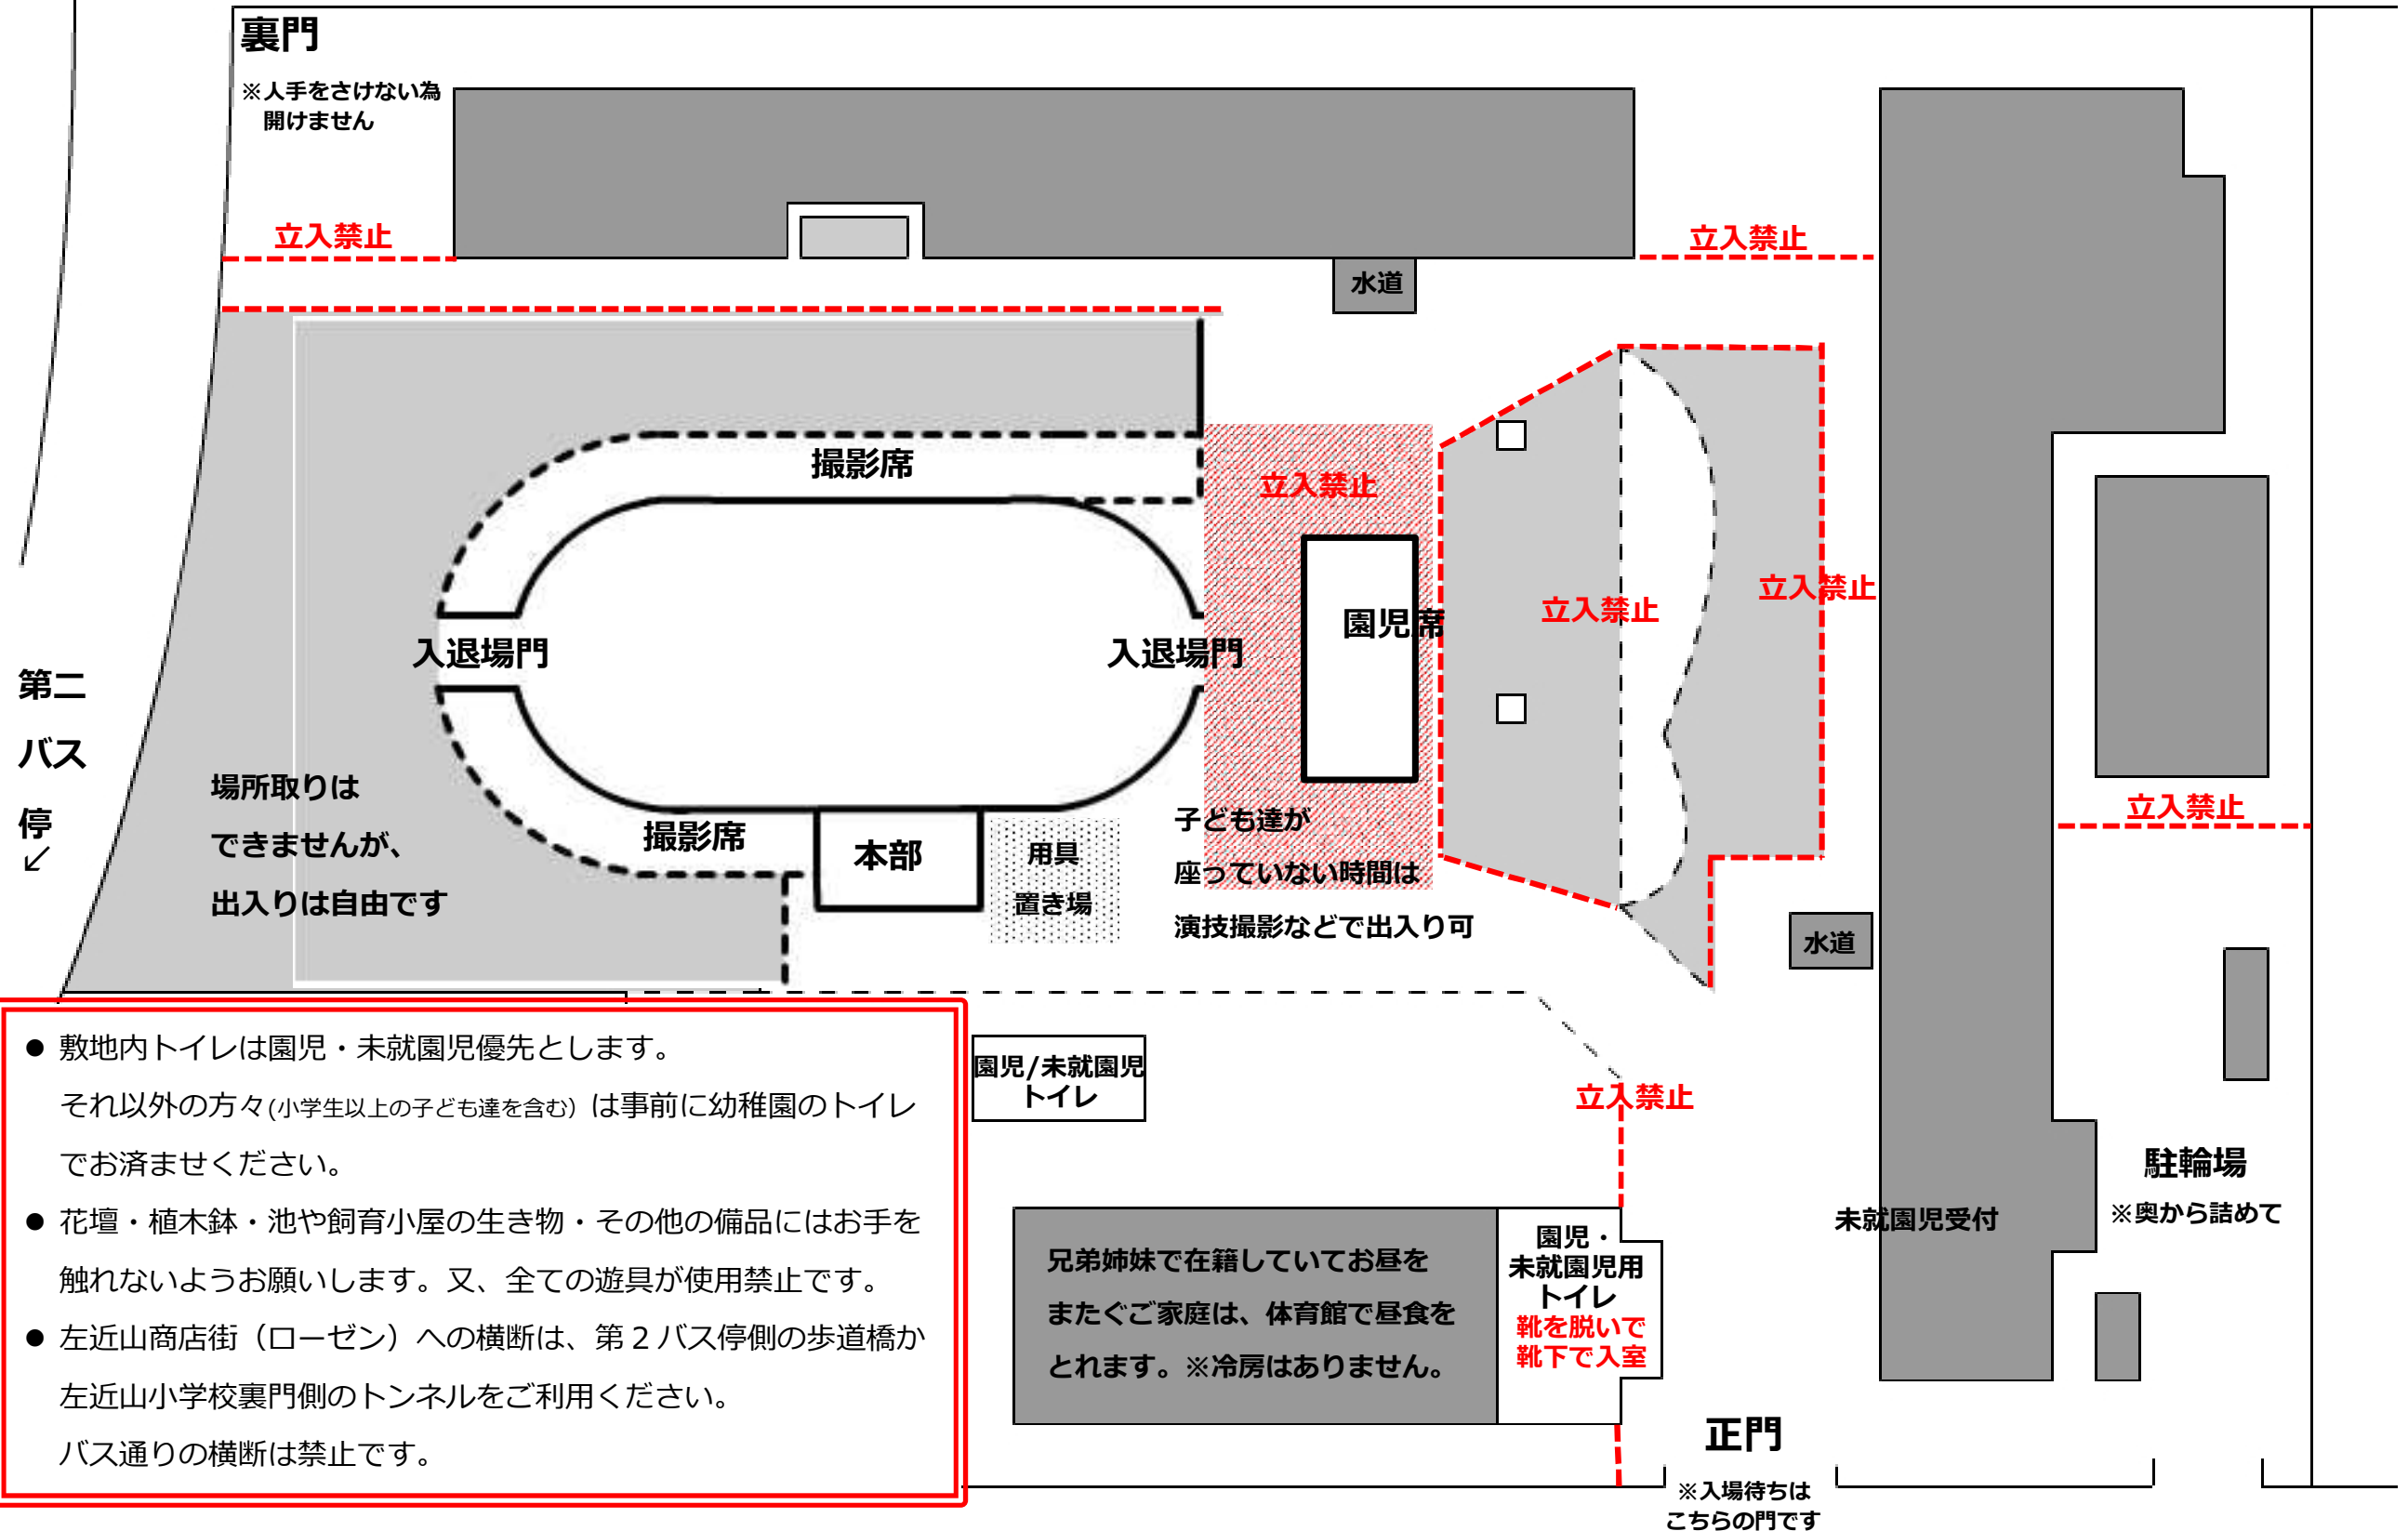 裏門
※人手をさけない為
開けません
立入禁止
立入禁止
水道
撮影席
立入禁止
園児席
立入禁止
立入禁止
入退場門
入退場門
第二
バス
停
↙
場所取りは
できませんが、
出入りは自由です
撮影席
本部
用具
置き場
子ども達が
座っていない時間は
演技撮影などで出入り可
立入禁止
水道
● 敷地内トイレは園児・未就園児優先とします。
それ以外の方々(小学生以上の子ども達を含む) は事前に幼稚園のトイレ
でお済ませください。
● 花壇・植木鉢・池や飼育小屋の生き物・その他の備品にはお手を
触れないようお願いします。又、全ての遊具が使用禁止です。
● 左近山商店街（ローゼン）への横断は、第２バス停側の歩道橋か
左近山小学校裏門側のトンネルをご利用ください。
バス通りの横断は禁止です。
園児/未就園児
トイレ
立入禁止
兄弟姉妹で在籍していてお昼を
またぐご家庭は、体育館で昼食を
とれます。※冷房はありません。
園児・
未就園児用
トイレ
靴を脱いで
靴下で入室
未就園児受付
駐輪場
※奥から詰めて
正門
※入場待ちは
こちらの門です